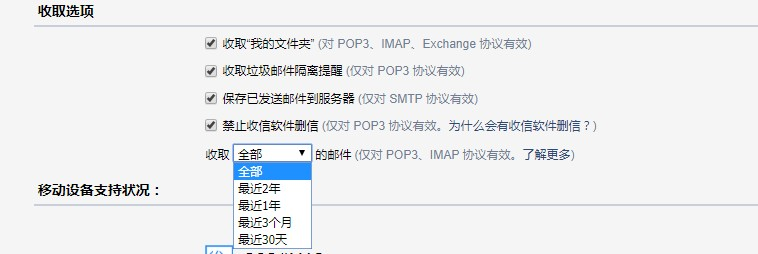 收取选项
收取“我的文件夹” (对 POP3、IMAP、Exchange 协议有效)
收取垃圾邮件隔离提醒 (仅对 POP3 协议有效)
保存已发送邮件到服务器 (仅对 SMTP 协议有效)
禁止收信软件删信 (仅对 POP3 协议有效。为什么会有收信软件删信？)
收取 全部 的邮件 (仅对 POP3、IMAP 协议有效。了解更多)
全部
最近2年
最近1年
最近3个月
最近30天
移动设备支持状况：